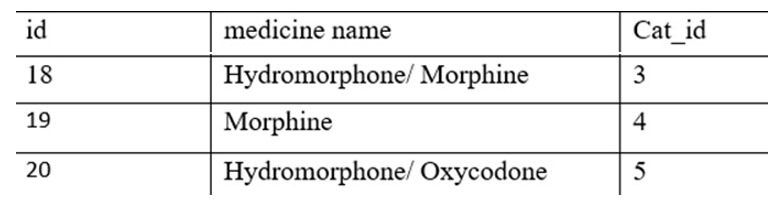 id medicine name Cat_id
18 Hydromorphone/ Morphine 3
19 Morphine 4
20 Hydromorphone/ Oxycodone 5